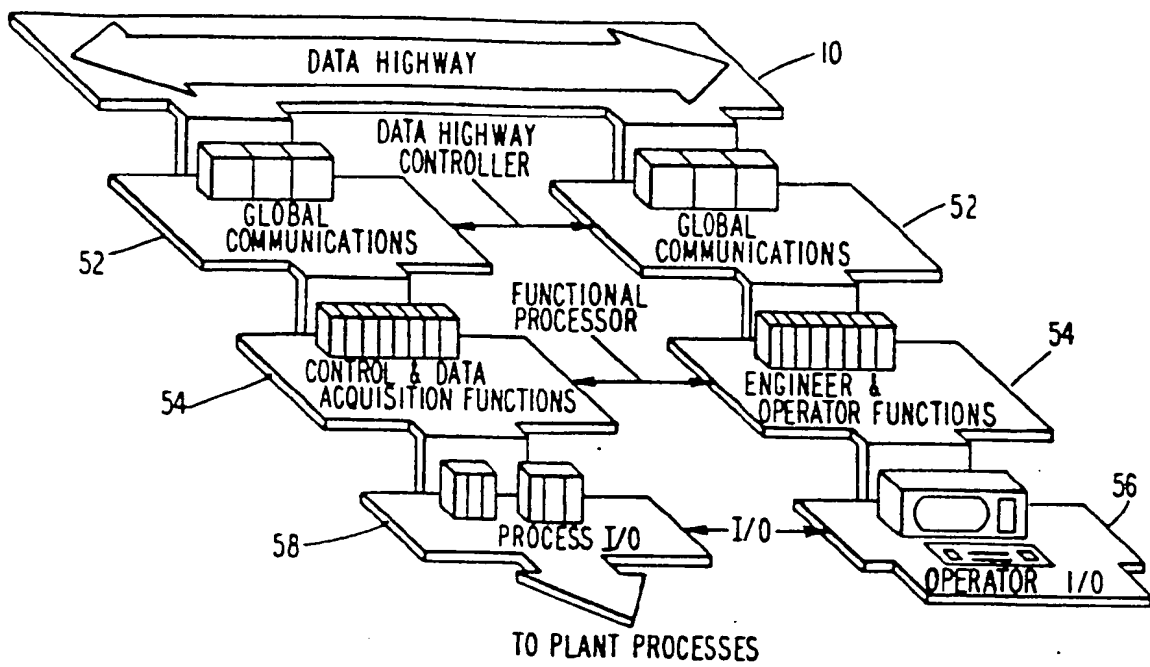 DATA HIGHWAY
10
DATA HIGHWAY
CONTROLLER
GLOBAL
COMMUNICATIONS
52
GLOBAL
COMMUNICATIONS
52
FUNCTIONAL
PROCESSOR
CONTROL & DATA
ACQUISITION FUNCTIONS
54
ENGINEER &
OPERATOR FUNCTIONS
54
PROCESS I/O
58
I/O
OPERATOR I/O
56
TO PLANT PROCESSES